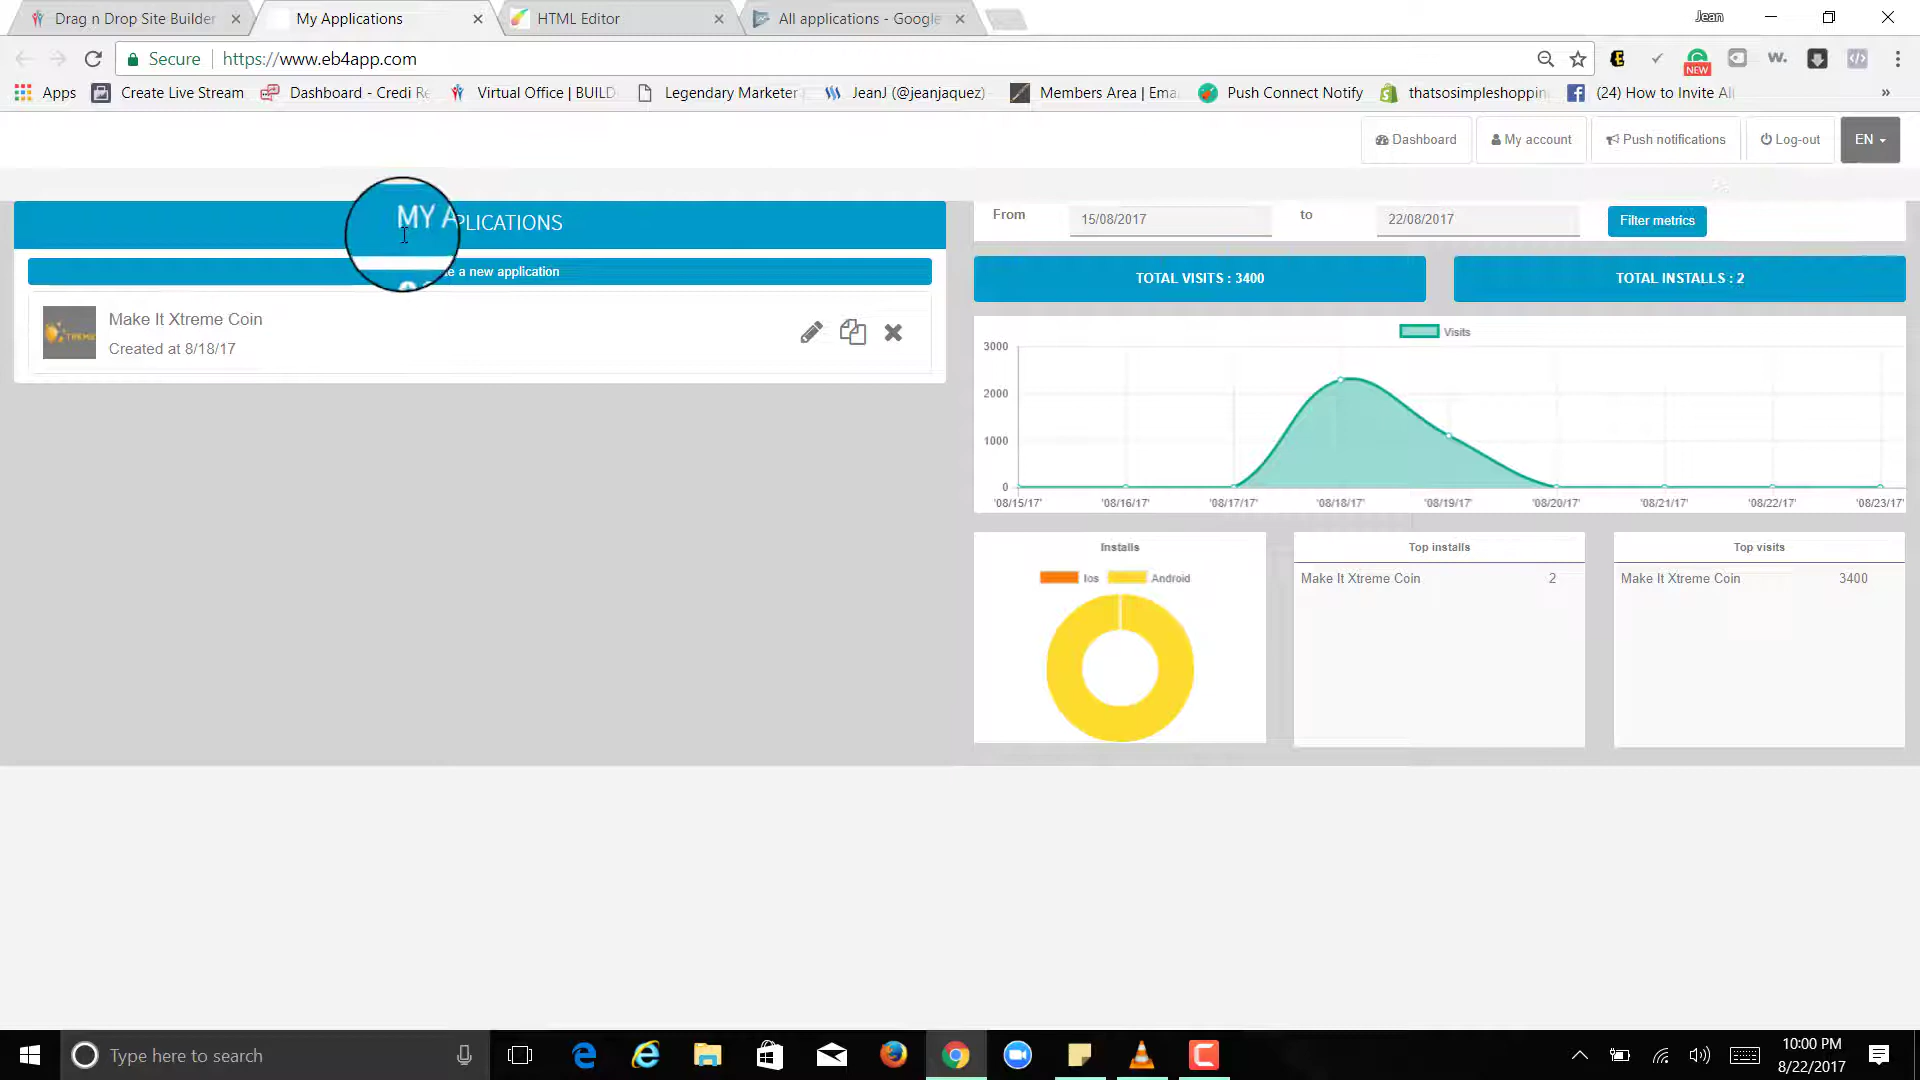 Drag n Drop Site Builder
My Applications
HTML Editor
All applications - Google
Jean
Secure
https://www.eb4app.com
NEW
W.
Apps
Create Live Stream
Dashboard - Credi Re
Virtual Office | BUILD
Legendary Marketer
JeanJ (@jeanjaquez)
Members Area | Ema
Push Connect Notify
thatsosimpleshoppin
(24) How to Invite All
»
Dashboard
My account
Push notifications
Log-out
EN
MY A PLICATIONS
e a new application
Make It Xtreme Coin
Created at 8/18/17
From
15/08/2017
to
22/08/2017
Filter metrics
TOTAL VISITS : 3400
TOTAL INSTALLS : 2
Visits
3000
2000
1000
0
'08/15/17'
'08/16/17'
'08/17/17'
'08/18/17'
'08/19/17'
'08/20/17'
'08/21/17'
'08/22/17'
'08/23/17'
Installs
Ios
Android
Top installs
Make It Xtreme Coin
2
Top visits
Make It Xtreme Coin
3400
Type here to search
10:00 PM
8/22/2017